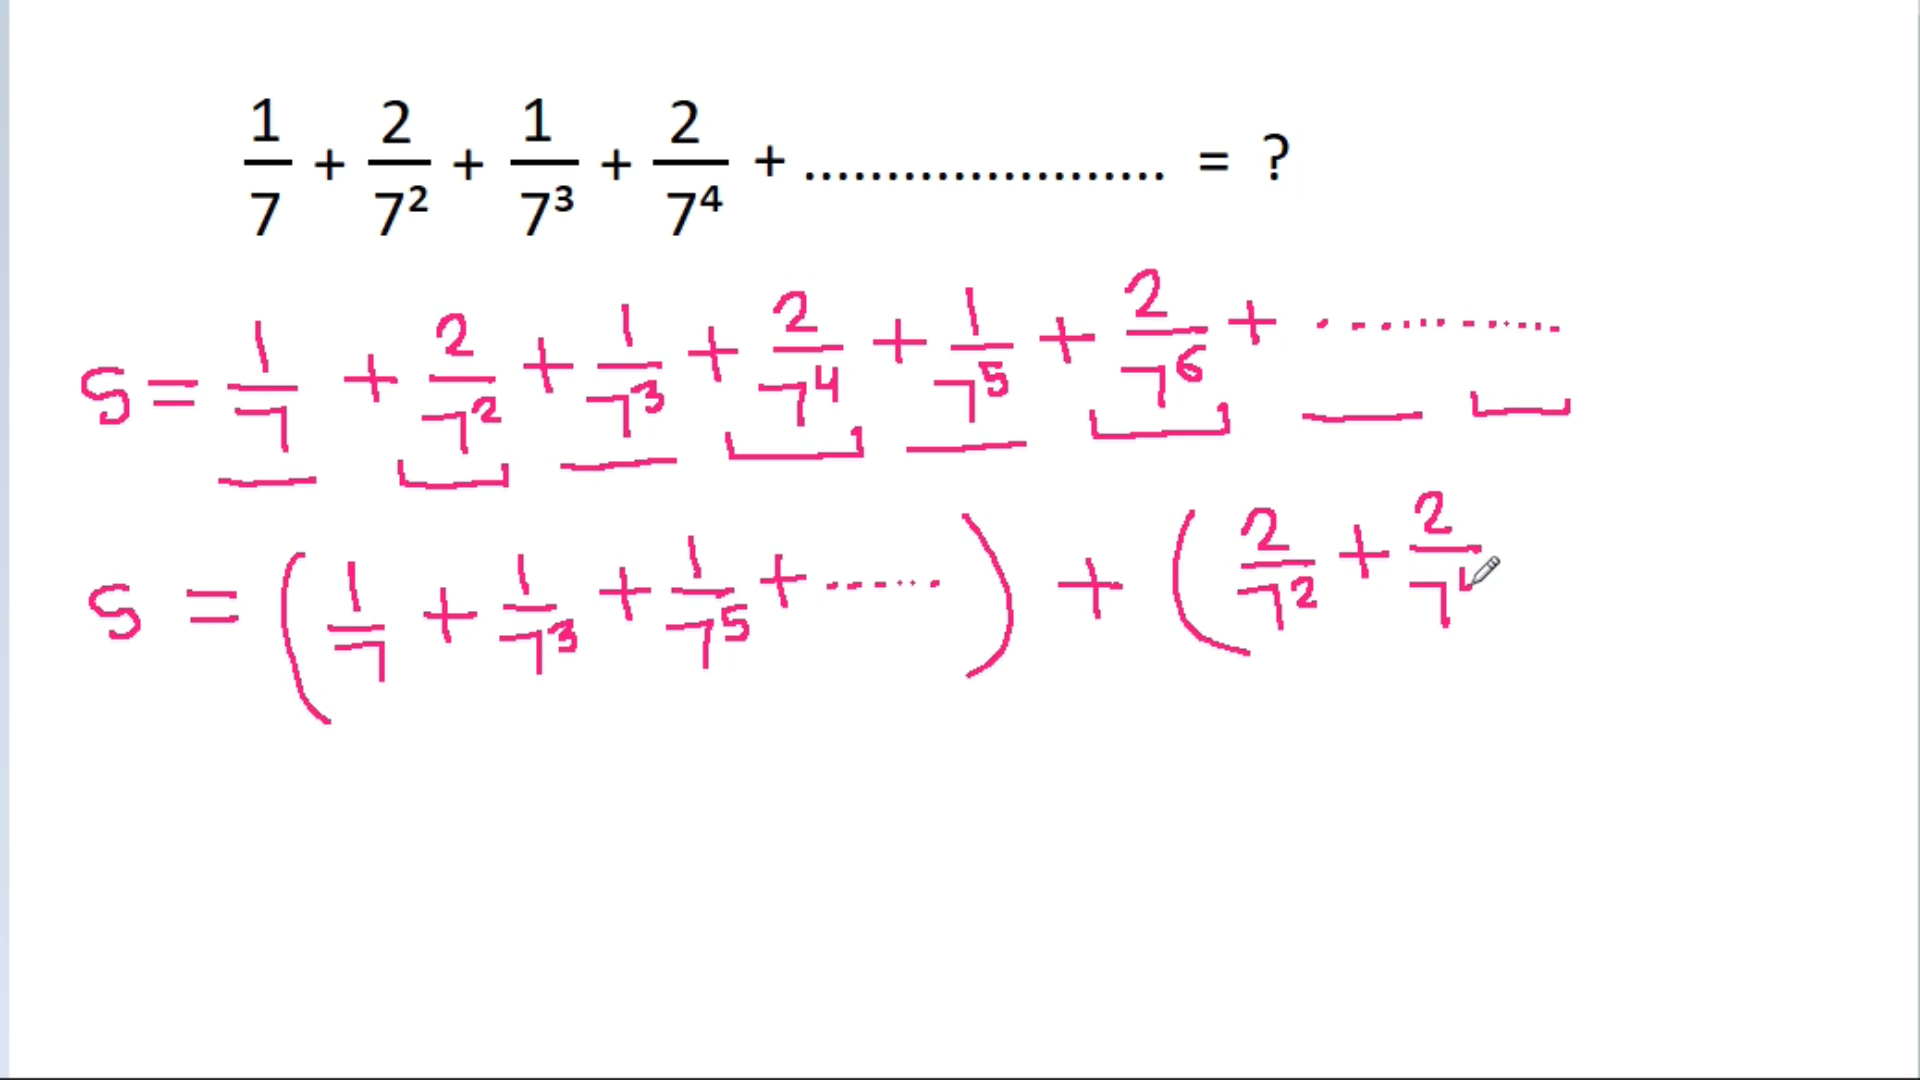 1/7 + 2/7² + 1/7³ + 2/7⁴ + ...................... = ?
S = 1/7 + 2/7² + 1/7³ + 2/7⁴ + 1/7⁵ + 2/7⁶ + ..........
S = (1/7 + 1/7³ + 1/7⁵ + ......) + (2/7² + 2/7